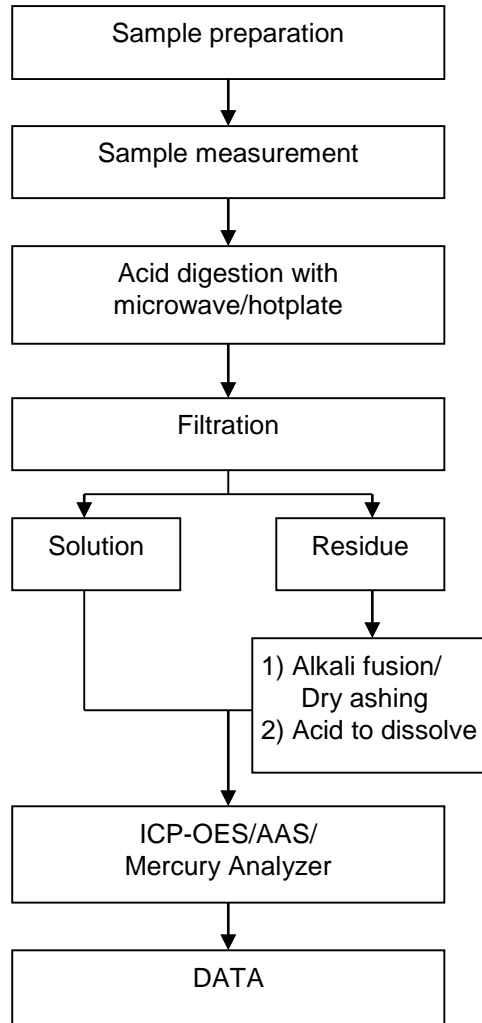 Sample preparation
Sample measurement
Acid digestion with
microwave/hotplate
Filtration
Solution
Residue
1) Alkali fusion/
Dry ashing
2) Acid to dissolve
ICP-OES/AAS/
Mercury Analyzer
DATA